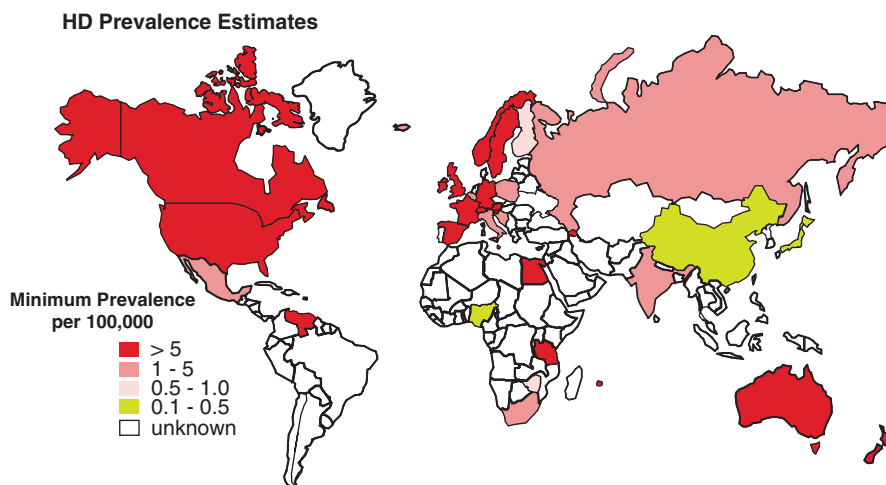 HD Prevalence Estimates
Minimum Prevalence
per 100,000
> 5
1 - 5
0.5 - 1.0
0.1 - 0.5
unknown